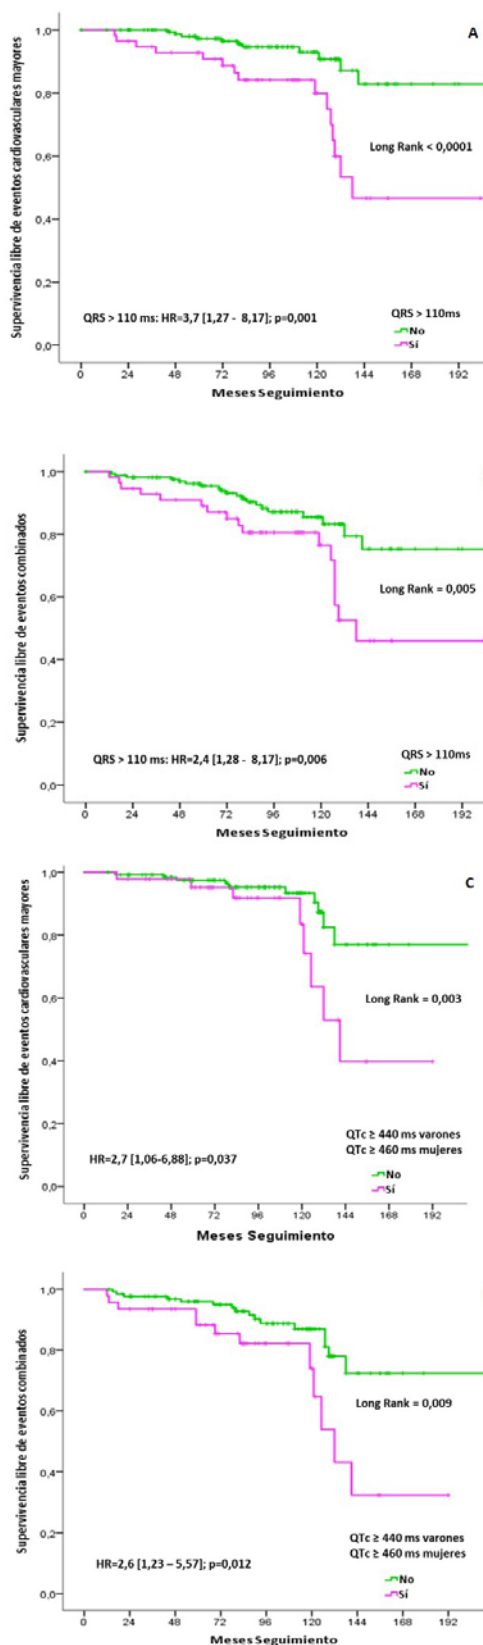 A
Supervivencia libre de eventos cardiovasculares mayores
1,0
0,8
0,6
0,4
0,2
0,0
Long Rank < 0,0001
QRS > 110 ms: HR=3,7 [1,27 - 8,17]; p=0,001
QRS > 110ms
No
Sí
0 24 48 72 96 120 144 168 192
Meses Seguimiento
Supervivencia libre de eventos combinados
1,0
0,8
0,6
0,4
0,2
0,0
Long Rank = 0,005
QRS > 110 ms: HR=2,4 [1,28 - 8,17]; p=0,006
QRS > 110ms
No
Sí
0 24 48 72 96 120 144 168 192
Meses Seguimiento
C
Supervivencia libre de eventos cardiovasculares mayores
1,0
0,8
0,6
0,4
0,2
0,0
Long Rank = 0,003
QTc ≥ 440 ms varones
QTc ≥ 460 ms mujeres
HR=2,7 [1,06-6,88]; p=0,037
No
Sí
0 24 48 72 96 120 144 168 192
Meses Seguimiento
Supervivencia libre de eventos combinados
1,0
0,8
0,6
0,4
0,2
0,0
Long Rank = 0,009
QTc ≥ 440 ms varones
QTc ≥ 460 ms mujeres
HR=2,6 [1,23 – 5,57]; p=0,012
No
Sí
0 24 48 72 96 120 144 168 192
Meses Seguimiento